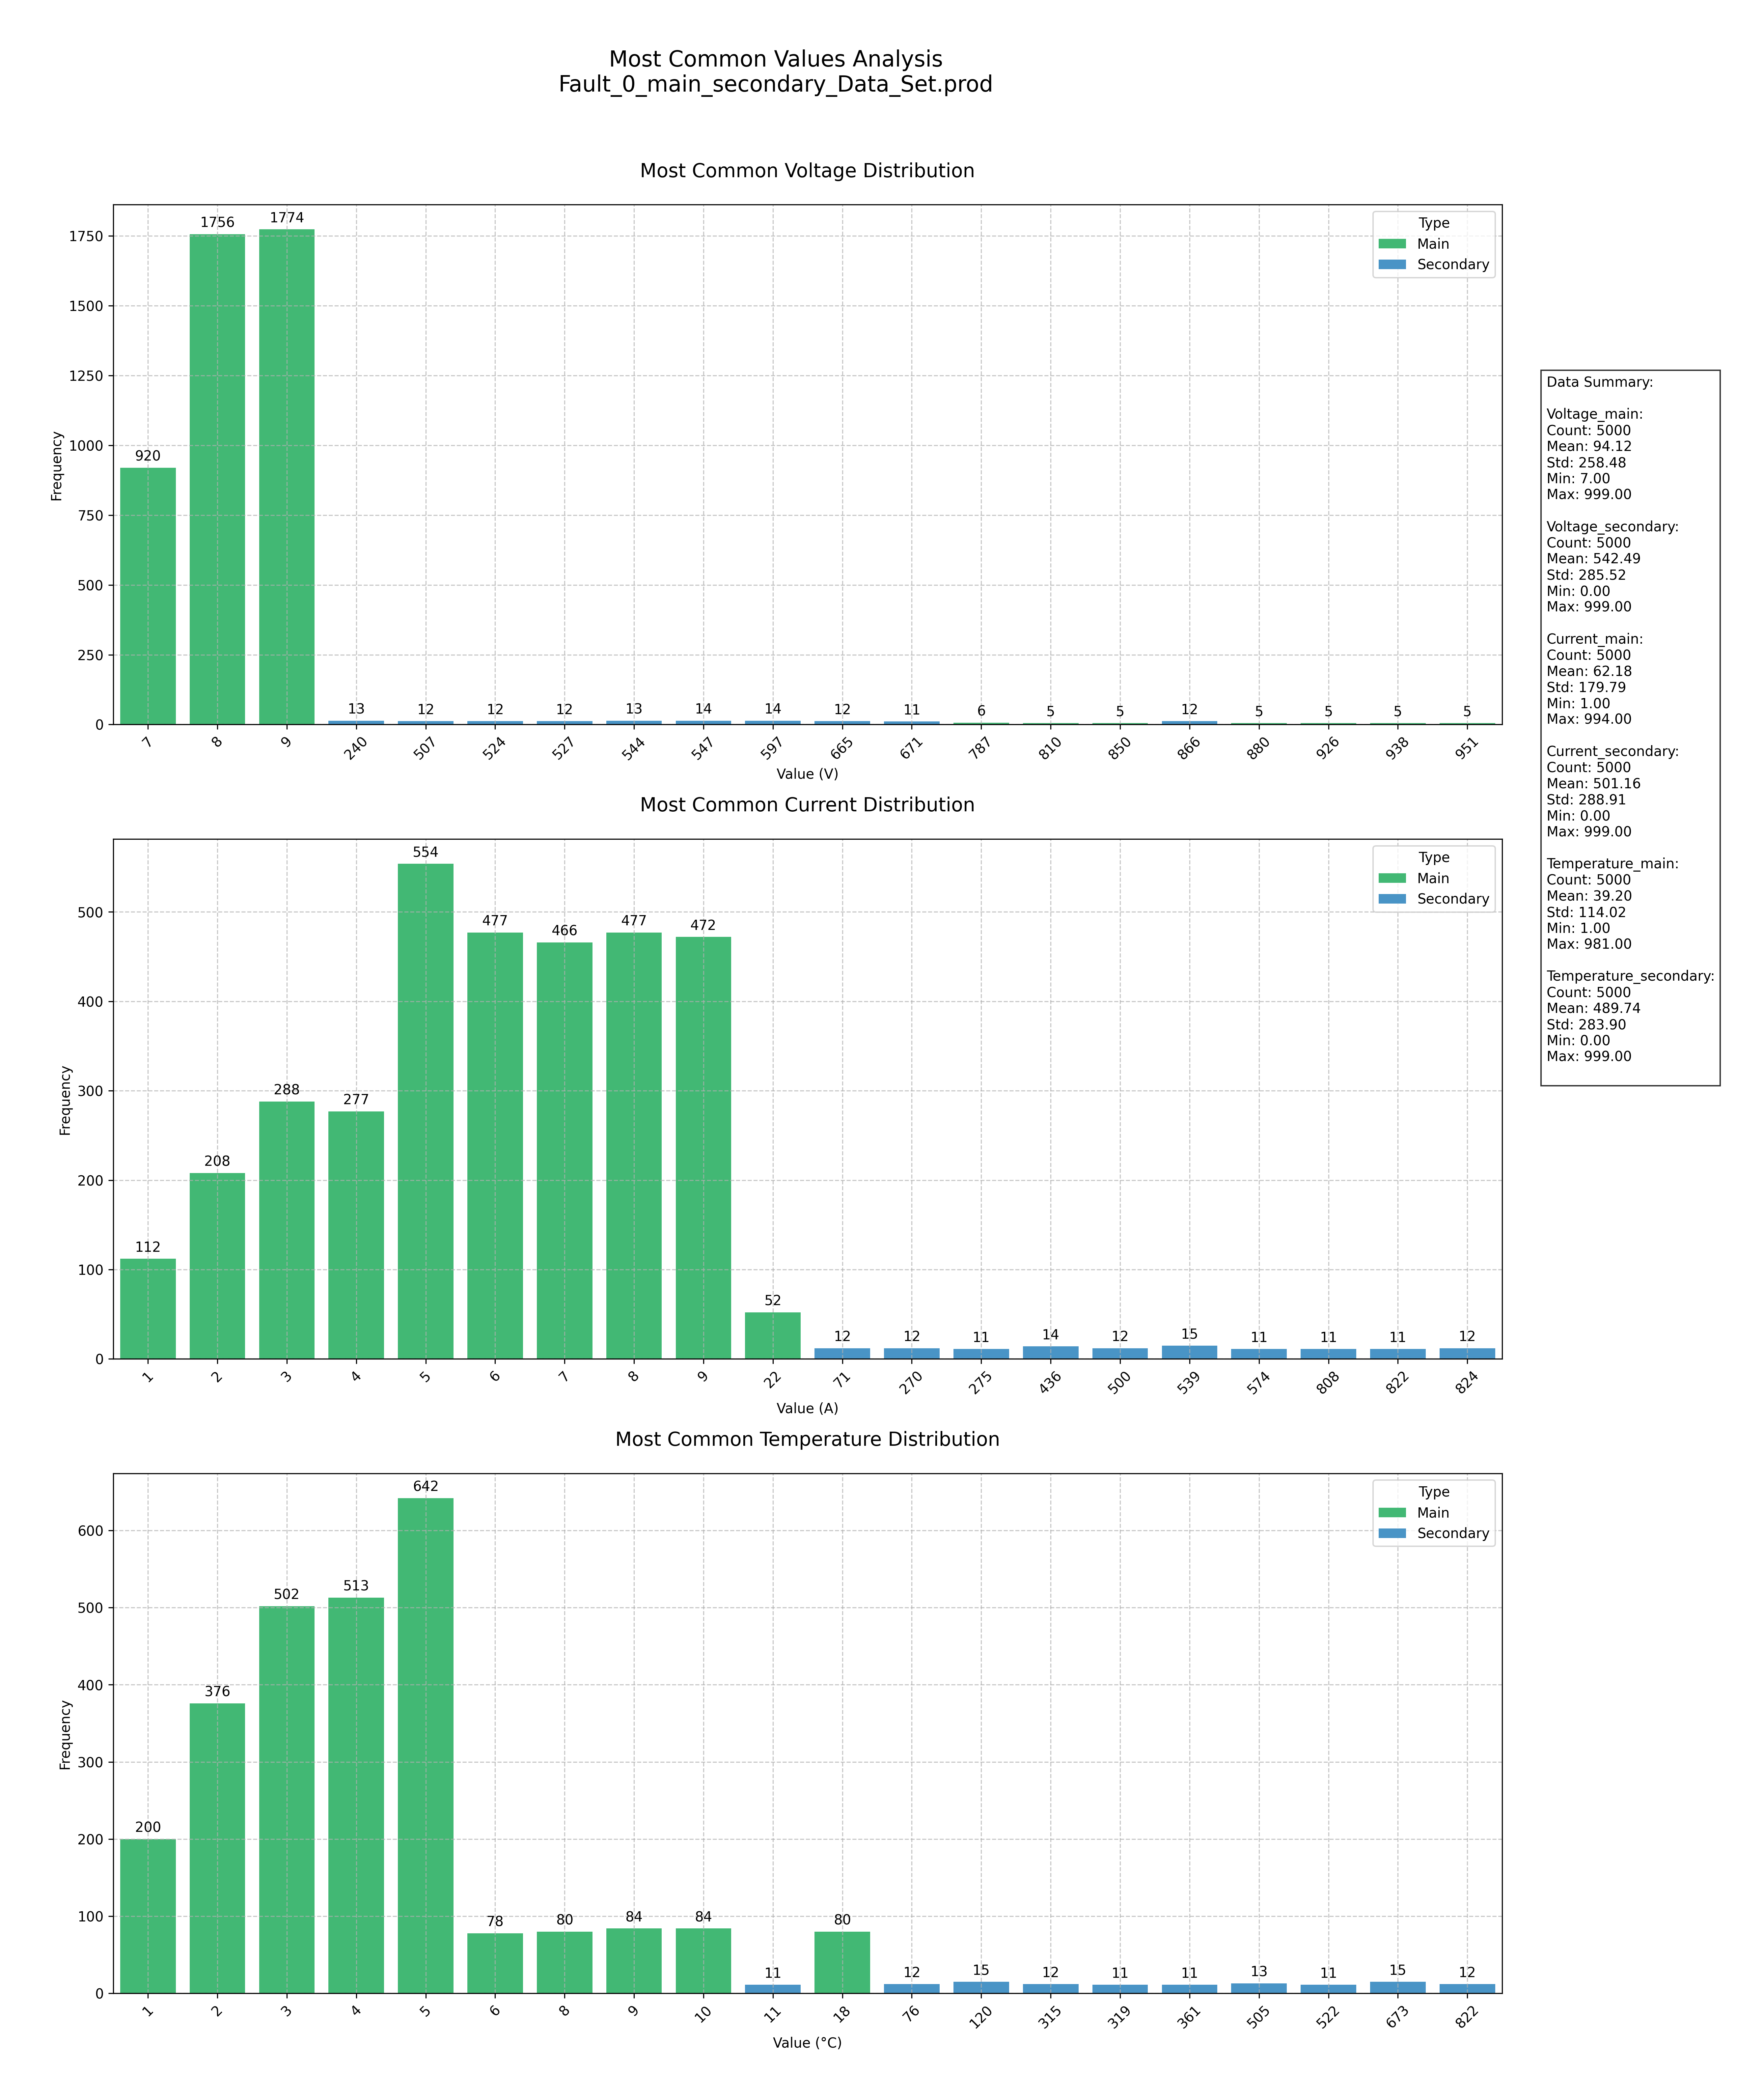 Most Common Values Analysis
Fault_0_main_secondary_Data_Set.prod
Most Common Voltage Distribution
Frequency
1750
1500
1250
1000
750
500
250
0
920
1756
1774
13
12
12
12
13
14
14
12
11
6
5
5
12
5
5
5
5
Type
Main
Secondary
7
8
9
240
507
524
527
544
547
597
665
671
787
810
850
866
880
926
938
951
Value (V)
Most Common Current Distribution
Frequency
500
400
300
200
100
0
112
208
288
277
554
477
466
477
472
52
12
12
11
14
12
15
11
11
11
12
Type
Main
Secondary
1
2
3
4
5
6
7
8
9
22
71
270
275
436
500
539
574
808
822
824
Value (A)
Most Common Temperature Distribution
Frequency
600
500
400
300
200
100
0
200
376
502
513
642
78
80
84
84
11
80
12
15
12
11
11
13
11
15
12
Type
Main
Secondary
1
2
3
4
5
6
8
9
10
11
18
76
120
315
319
361
505
522
673
822
Value (°C)
Data Summary:
Voltage_main:
Count: 5000
Mean: 94.12
Std: 258.48
Min: 7.00
Max: 999.00
Voltage_secondary:
Count: 5000
Mean: 542.49
Std: 285.52
Min: 0.00
Max: 999.00
Current_main:
Count: 5000
Mean: 62.18
Std: 179.79
Min: 1.00
Max: 994.00
Current_secondary:
Count: 5000
Mean: 501.16
Std: 288.91
Min: 0.00
Max: 999.00
Temperature_main:
Count: 5000
Mean: 39.20
Std: 114.02
Min: 1.00
Max: 981.00
Temperature_secondary:
Count: 5000
Mean: 489.74
Std: 283.90
Min: 0.00
Max: 999.00